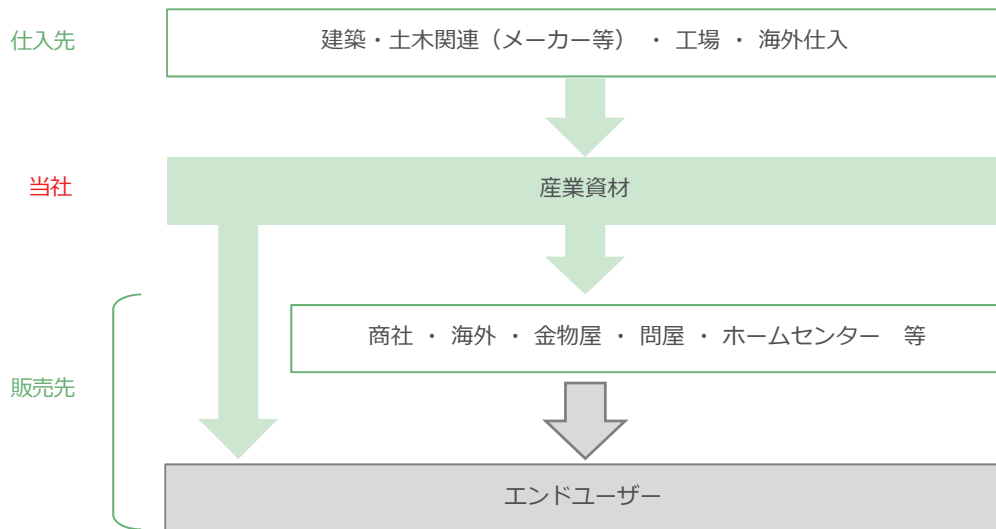 仕入先
建築・土木関連（メーカー等） ・ 工場 ・ 海外仕入
当社
産業資材
商社 ・ 海外 ・ 金物屋 ・ 問屋 ・ ホームセンター　等
販売先
エンドユーザー